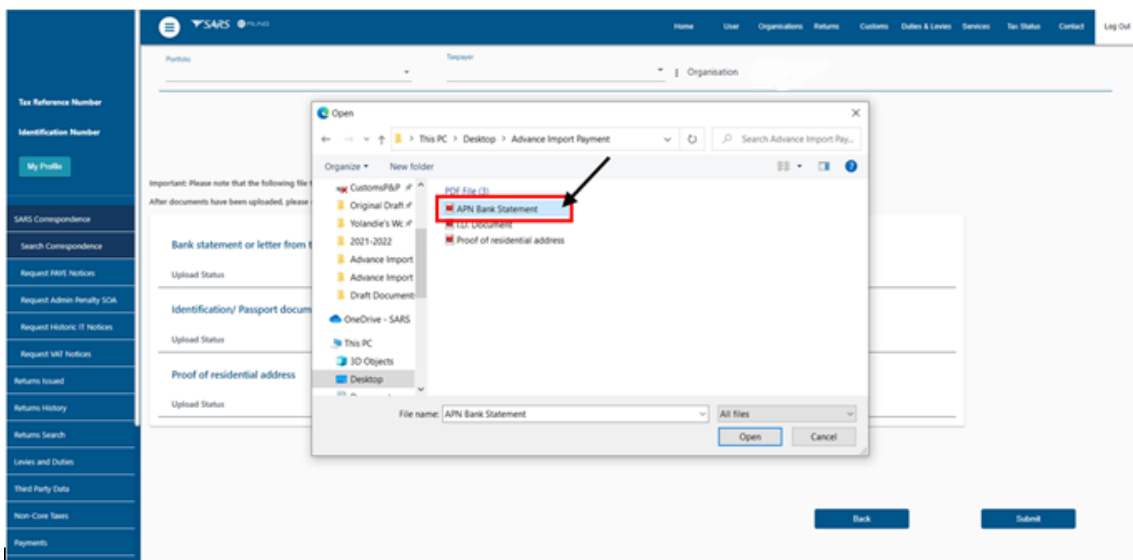 SARS eFILING
Home User Organisations Returns Customs Duties & Levies Services Tax Status Contact Log Out
Portfolio
Taxpayer
Organisation
Tax Reference Number
Identification Number
My Profile
SARS Correspondence
Search Correspondence
Request PAYE Notices
Request Admin Penalty SOA
Request Historic IT Notices
Request VAT Notices
Returns Issued
Returns History
Returns Search
Levies and Duties
Third Party Data
Non-Core Taxes
Payments
Important: Please note that the following file t
After documents have been uploaded, please
Bank statement or letter from t
Upload Status
Identification/ Passport docum
Upload Status
Proof of residential address
Upload Status
Open
This PC > Desktop > Advance Import Payment
Search Advance Import Pay...
Organize
New folder
CustomsP&P
Original Draft
Yolandie's Wc
2021-2022
Advance Import
Advance Import
Draft Document
OneDrive - SARS
This PC
3D Objects
Desktop
PDF File (3)
APN Bank Statement
I.D. Document
Proof of residential address
File name: APN Bank Statement
All files
Open Cancel
Back Submit